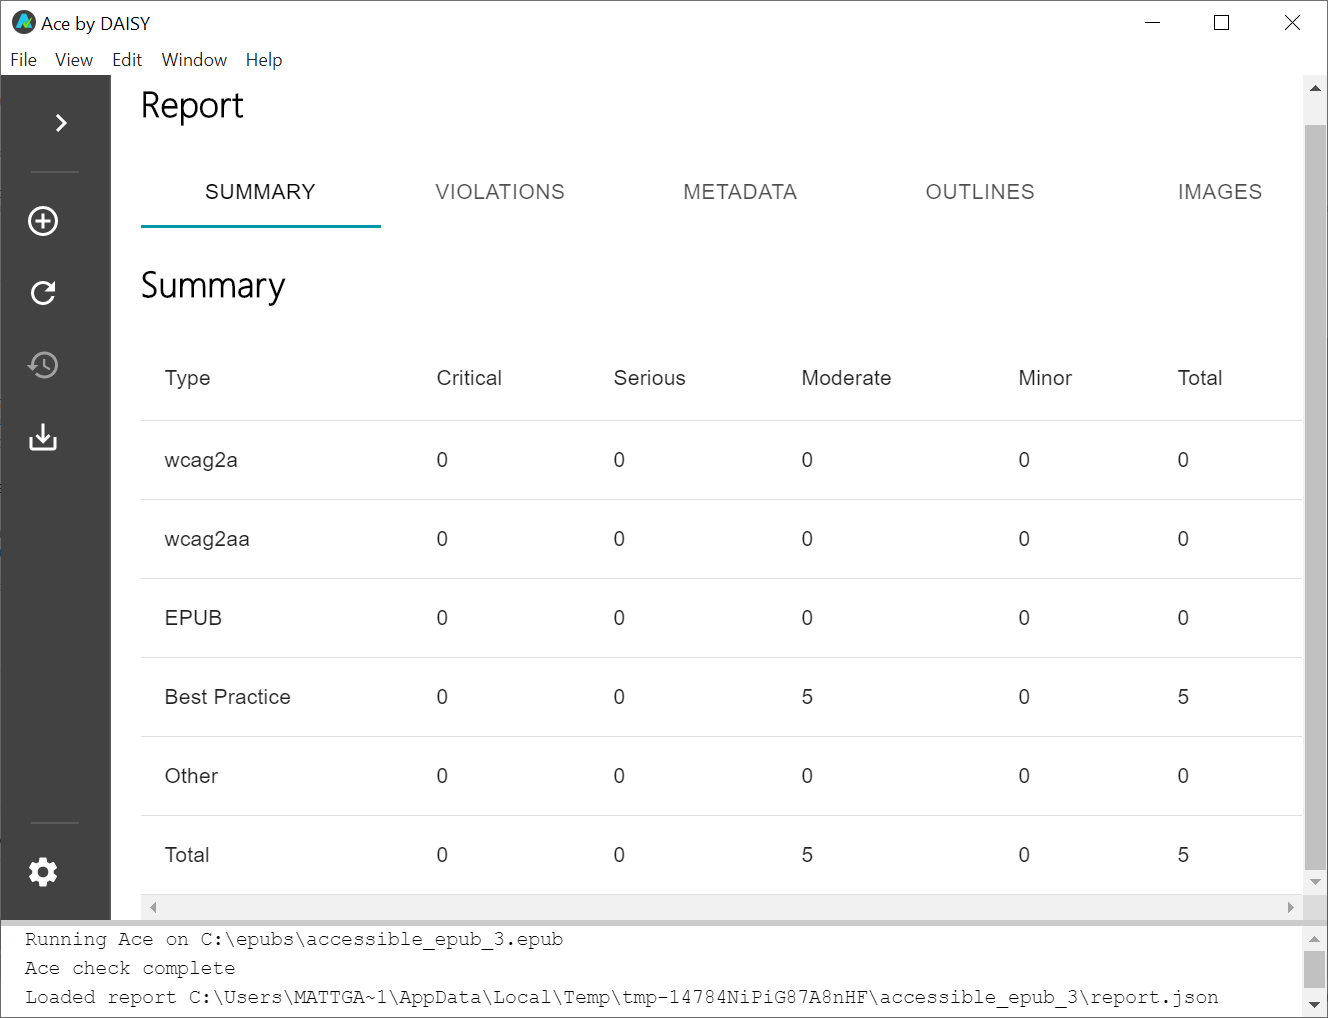 Ace by DAISY
File View Edit Window Help
Report
SUMMARY VIOLATIONS METADATA OUTLINES IMAGES
Summary
Type Critical Serious Moderate Minor Total
wcag2a 0 0 0 0 0
wcag2aa 0 0 0 0 0
EPUB 0 0 0 0 0
Best Practice 0 0 5 0 5
Other 0 0 0 0 0
Total 0 0 5 0 5
Running Ace on C:\epubs\accessible_epub_3.epub
Ace check complete
Loaded report C:\Users\MATTGA~1\AppData\Local\Temp\tmp-14784NiPiG87A8nHF\accessible_epub_3\report.json